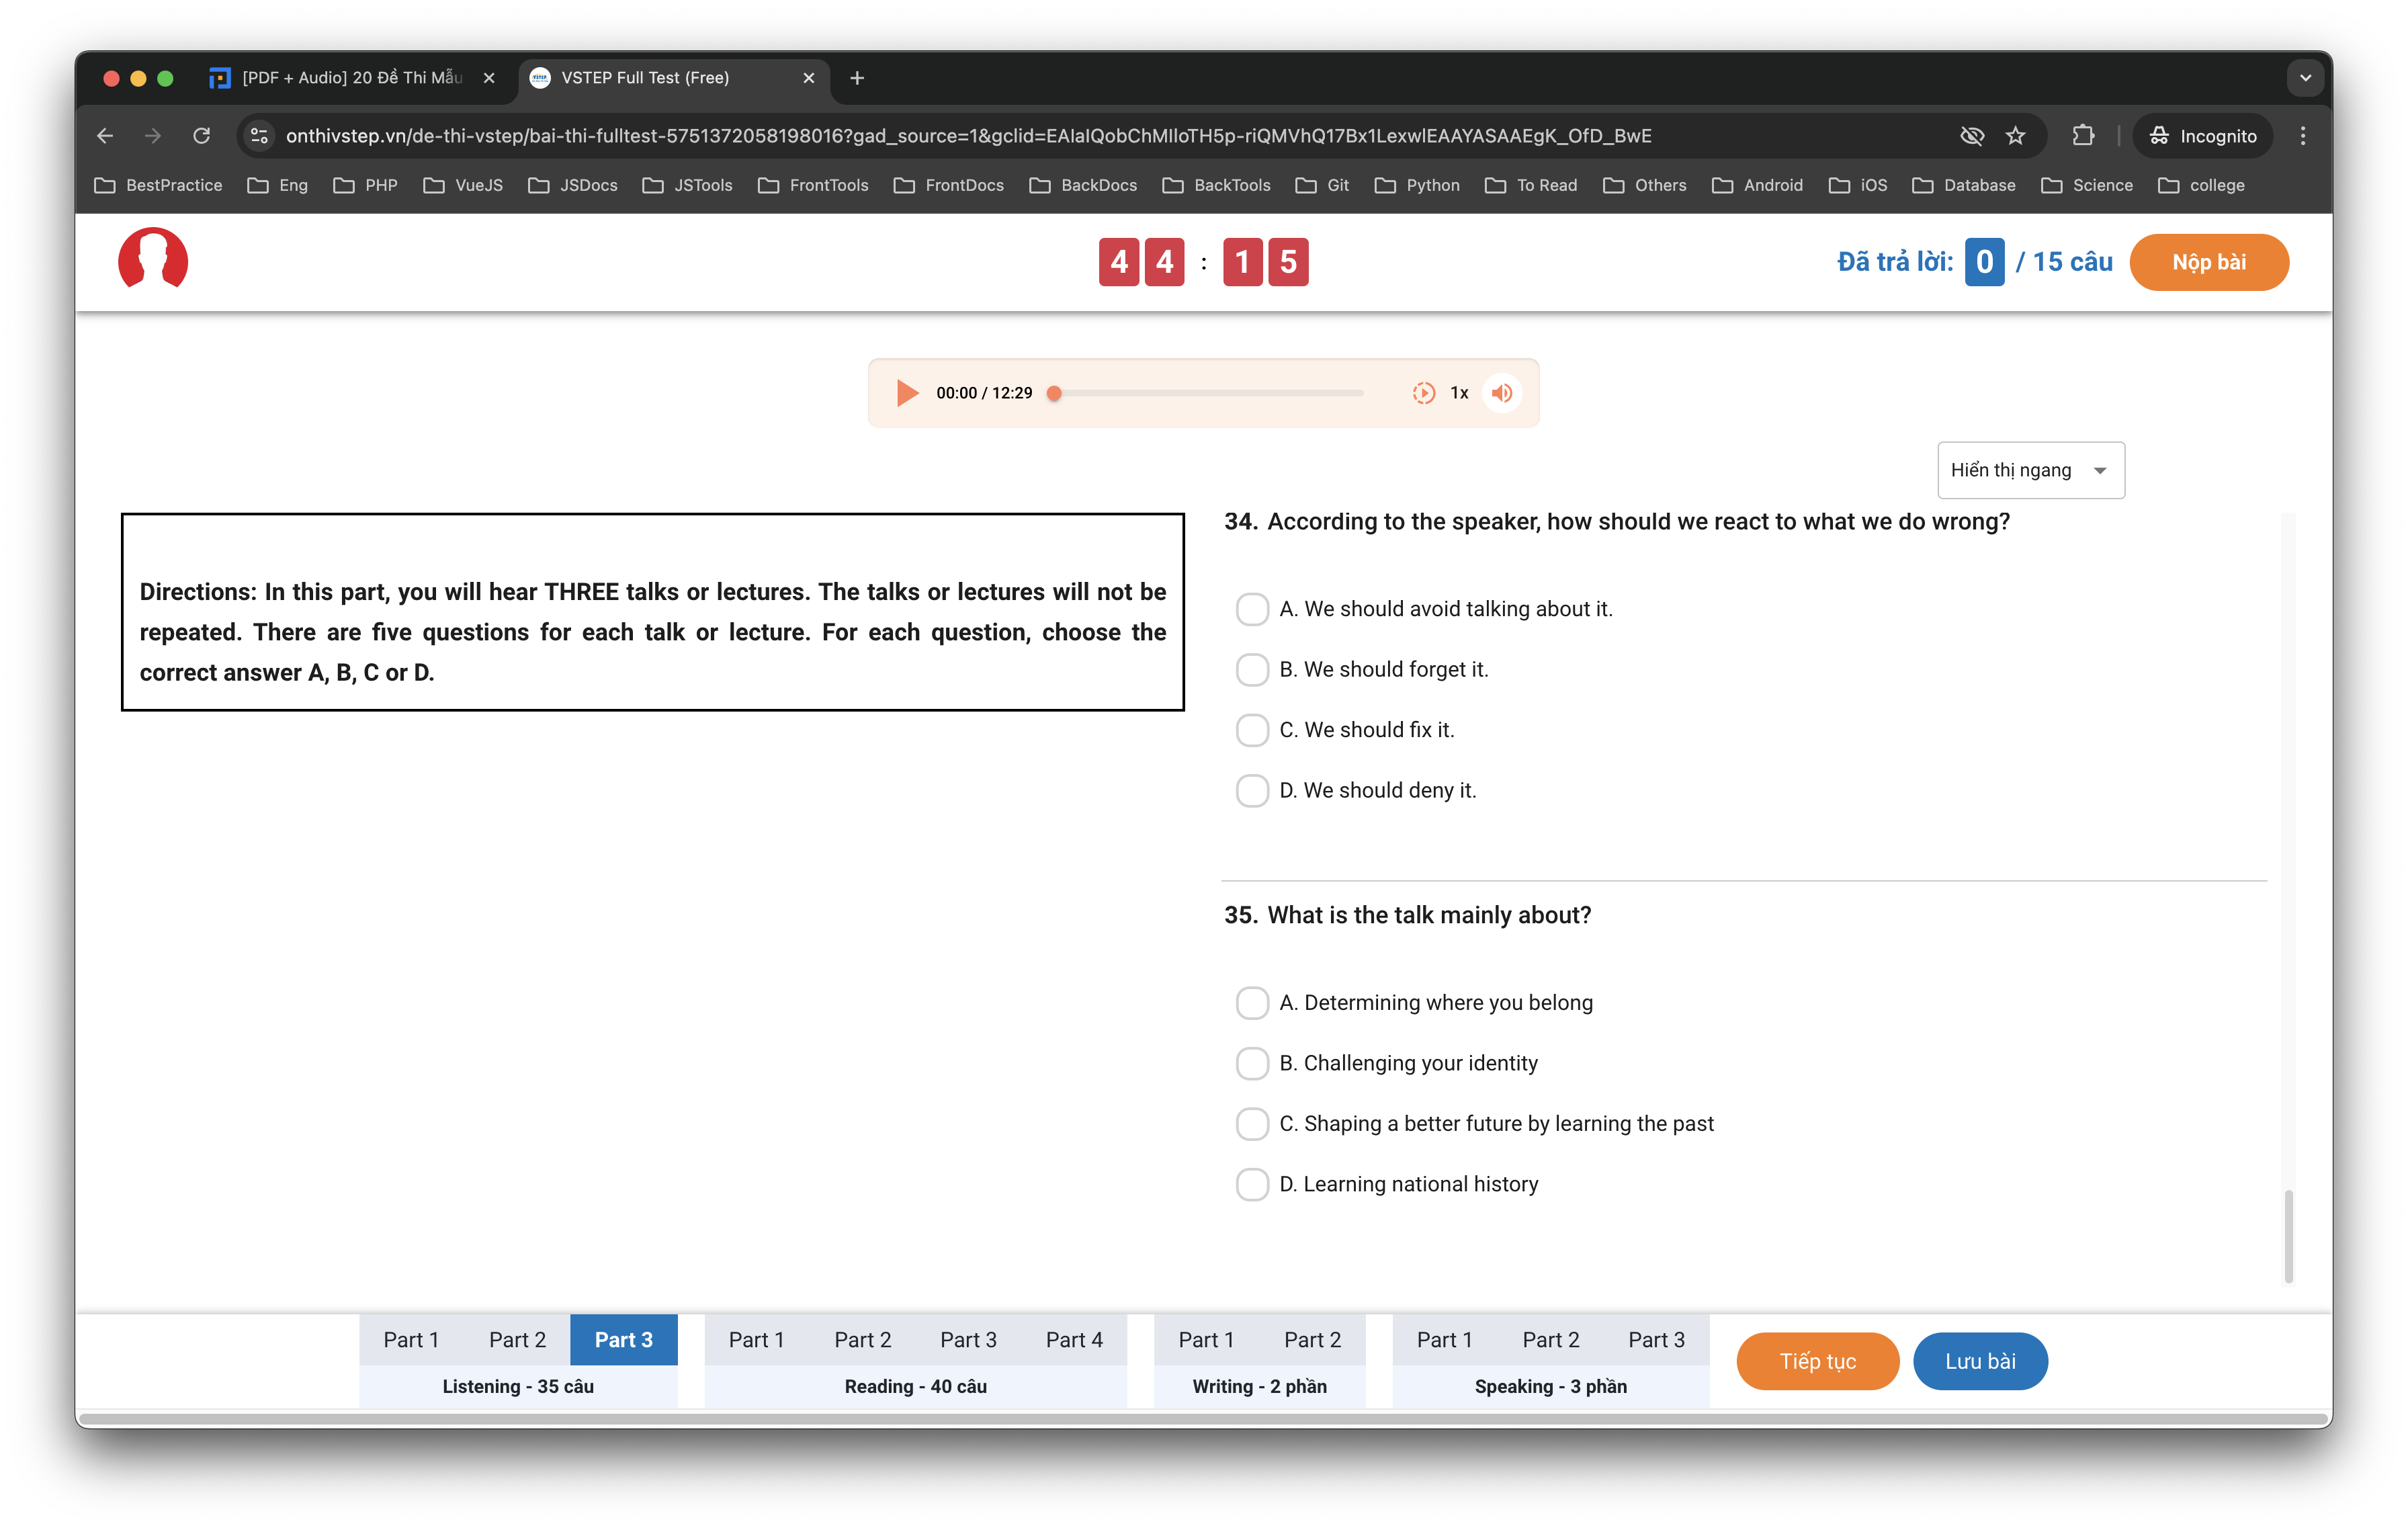 [PDF + Audio] 20 Đề Thi Mẫu
VSTEP Full Test (Free)
onthivstep.vn/de-thi-vstep/bai-thi-fulltest-5751372058198016?gad_source=1&gclid=EAIaIQobChMIloTH5p-riQMVhQ17Bx1LexwlEAAYASAAEgK_OfD_BwE
Incognito
BestPractice Eng PHP VueJS JSDocs JSTools FrontTools FrontDocs BackDocs BackTools Git Python To Read Others Android iOS Database Science college
44 : 15
Đã trả lời: 0 / 15 câu
Nộp bài
00:00 / 12:29
1x
Hiển thị ngang
Directions: In this part, you will hear THREE talks or lectures. The talks or lectures will not be
repeated. There are five questions for each talk or lecture. For each question, choose the
correct answer A, B, C or D.
34. According to the speaker, how should we react to what we do wrong?
A. We should avoid talking about it.
B. We should forget it.
C. We should fix it.
D. We should deny it.
35. What is the talk mainly about?
A. Determining where you belong
B. Challenging your identity
C. Shaping a better future by learning the past
D. Learning national history
Part 1 Part 2 Part 3
Listening - 35 câu
Part 1 Part 2 Part 3 Part 4
Reading - 40 câu
Part 1 Part 2
Writing - 2 phần
Part 1 Part 2 Part 3
Speaking - 3 phần
Tiếp tục
Lưu bài